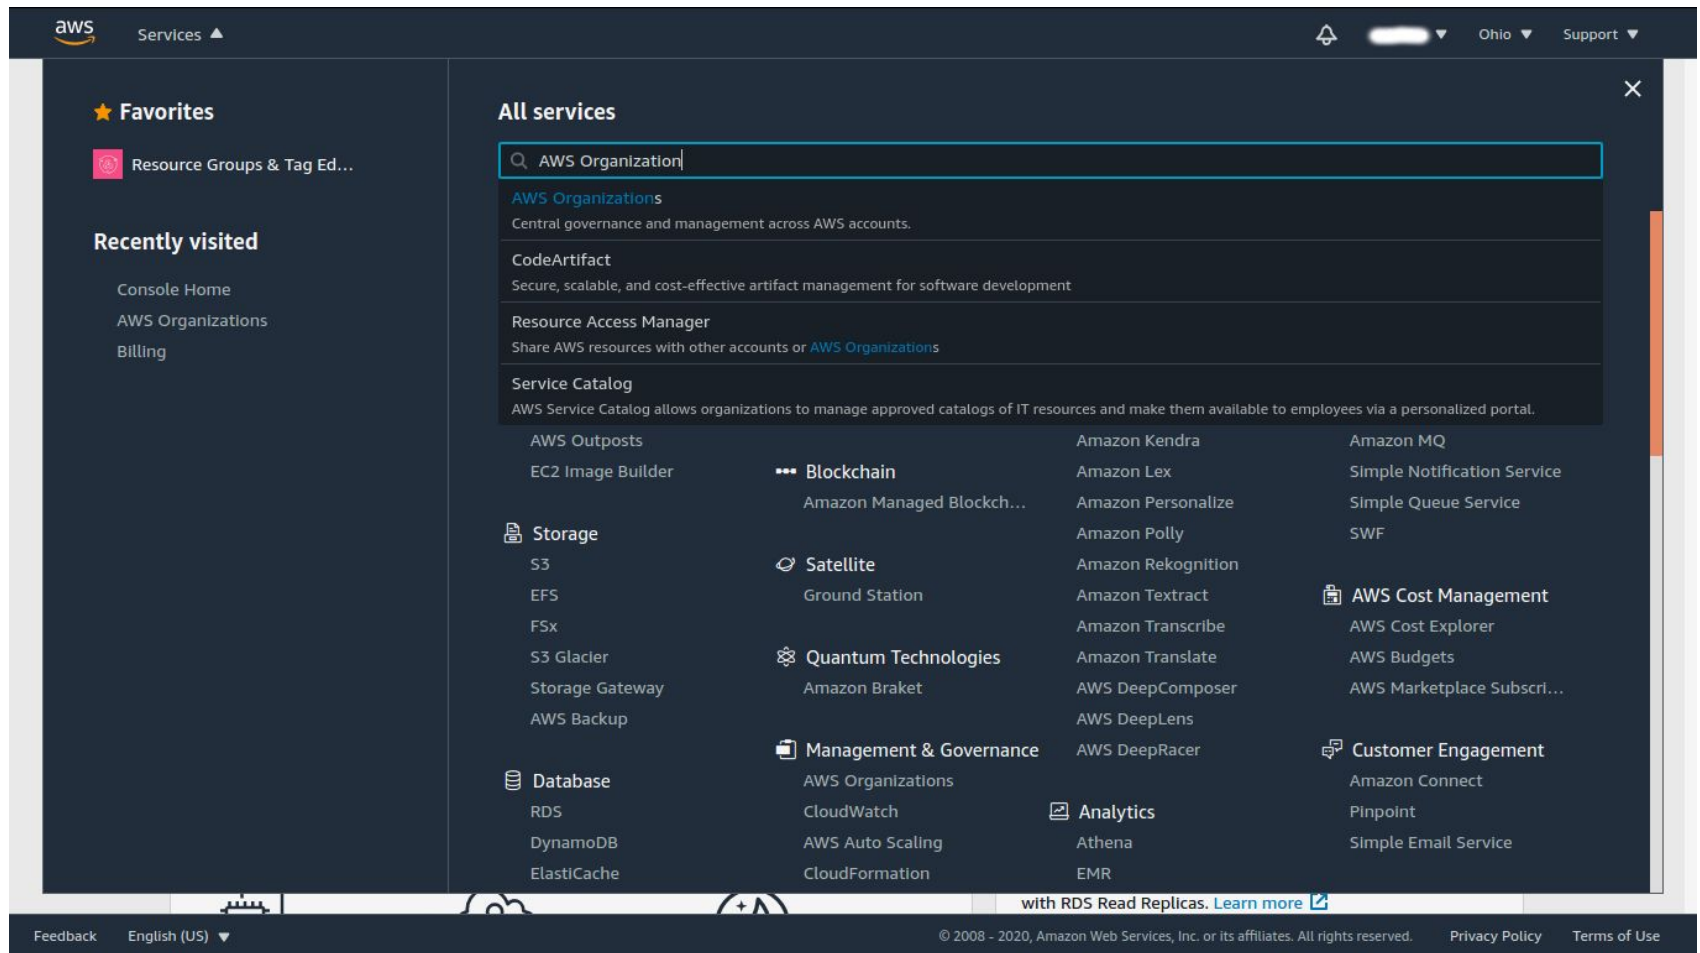 aws Services ▲ Ohio ▼ Support ▼
Favorites
Resource Groups & Tag Ed...
Recently visited
Console Home
AWS Organizations
Billing
All services
AWS Organization
AWS Organizations
Central governance and management across AWS accounts.
CodeArtifact
Secure, scalable, and cost-effective artifact management for software development
Resource Access Manager
Share AWS resources with other accounts or AWS Organizations
Service Catalog
AWS Service Catalog allows organizations to manage approved catalogs of IT resources and make them available to employees via a personalized portal.
AWS Outposts
EC2 Image Builder
Storage
S3
EFS
FSx
S3 Glacier
Storage Gateway
AWS Backup
Database
RDS
DynamoDB
ElastiCache
Blockchain
Amazon Managed Blockch...
Satellite
Ground Station
Quantum Technologies
Amazon Braket
Management & Governance
AWS Organizations
CloudWatch
AWS Auto Scaling
CloudFormation
Amazon Kendra
Amazon Lex
Amazon Personalize
Amazon Polly
Amazon Rekognition
Amazon Textract
Amazon Transcribe
Amazon Translate
AWS DeepComposer
AWS DeepLens
AWS DeepRacer
Analytics
Athena
EMR
Amazon MQ
Simple Notification Service
Simple Queue Service
SWF
AWS Cost Management
AWS Cost Explorer
AWS Budgets
AWS Marketplace Subscri...
Customer Engagement
Amazon Connect
Pinpoint
Simple Email Service
with RDS Read Replicas. Learn more
Feedback English (US) ▼ © 2008 - 2020, Amazon Web Services, Inc. or its affiliates. All rights reserved. Privacy Policy Terms of Use